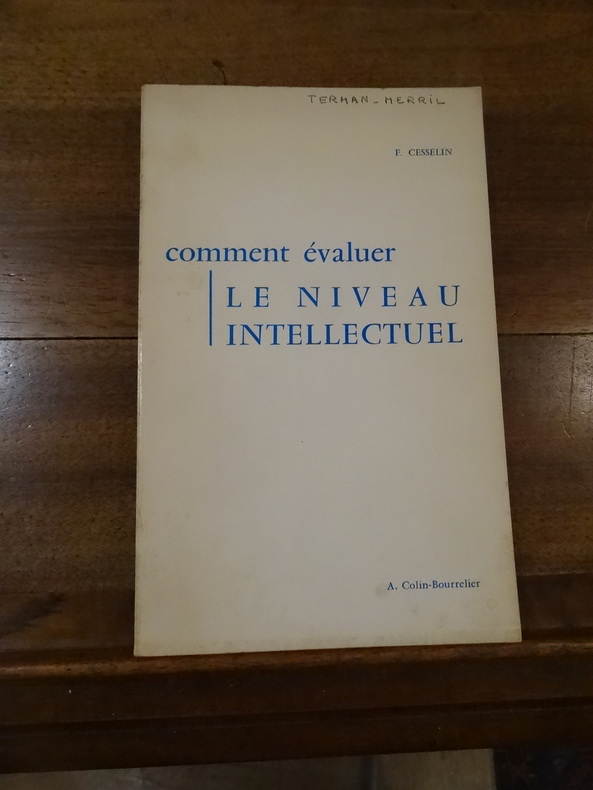 TERMAN-MERRIL
F. CESSELIN
comment évaluer
LE NIVEAU
INTELLECTUEL
A. Colin-Bourrelier